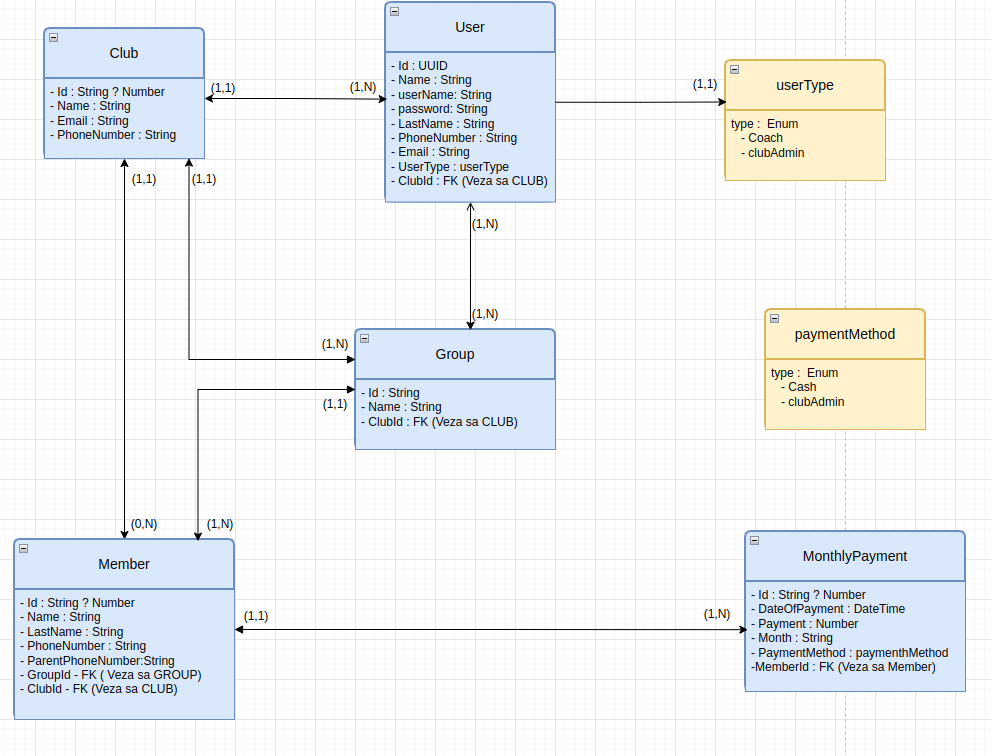 Club
- Id : String ? Number
- Name : String
- Email : String
- PhoneNumber : String
(1,1)
(1,N)
User
- Id : UUID
- Name : String
- userName: String
- password: String
- LastName : String
- PhoneNumber : String
- Email : String
- UserType : userType
- ClubId : FK (Veza sa CLUB)
(1,1)
userType
type :  Enum
- Coach
- clubAdmin
(1,1)
(1,1)
(1,N)
(1,N)
(1,N)
(1,1)
Group
- Id : String
- Name : String
- ClubId : FK (Veza sa CLUB)
paymentMethod
type :  Enum
- Cash
- clubAdmin
(0,N)
(1,N)
Member
- Id : String ? Number
- Name : String
- LastName : String
- PhoneNumber : String
- ParentPhoneNumber:String
- GroupId - FK ( Veza sa GROUP)
- ClubId - FK (Veza sa CLUB)
(1,1)
(1,N)
MonthlyPayment
- Id : String ? Number
- DateOfPayment : DateTime
- Payment : Number
- Month : String
- PaymentMethod : paymenthMethod
-MemberId : FK (Veza sa Member)